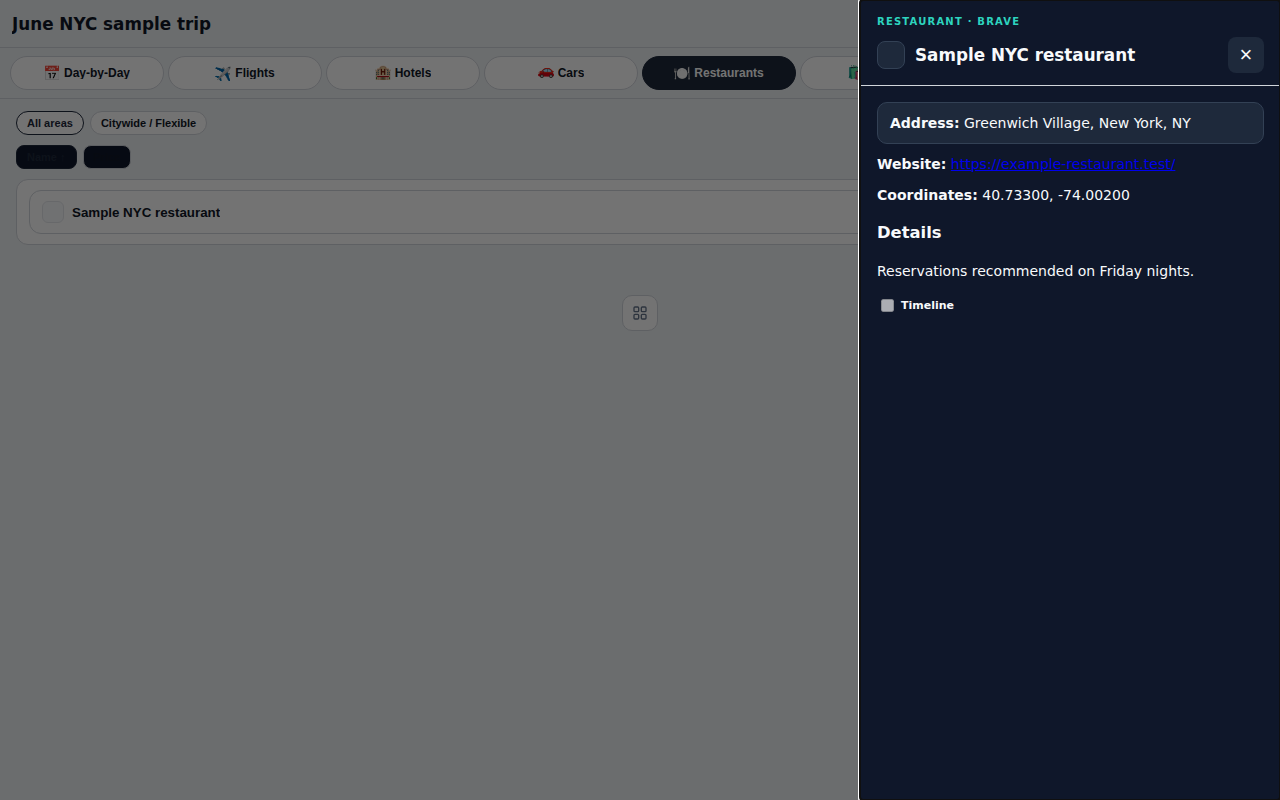 June NYC sample trip
📅 Day-by-Day
✈️ Flights
🏨 Hotels
🚗 Cars
🍽️ Restaurants
All areas
Citywide / Flexible
Name
Sample NYC restaurant
RESTAURANT · BRAVE
Sample NYC restaurant
✕
Address: Greenwich Village, New York, NY
Website: https://example-restaurant.test/
Coordinates: 40.73300, -74.00200
Details
Reservations recommended on Friday nights.
Timeline